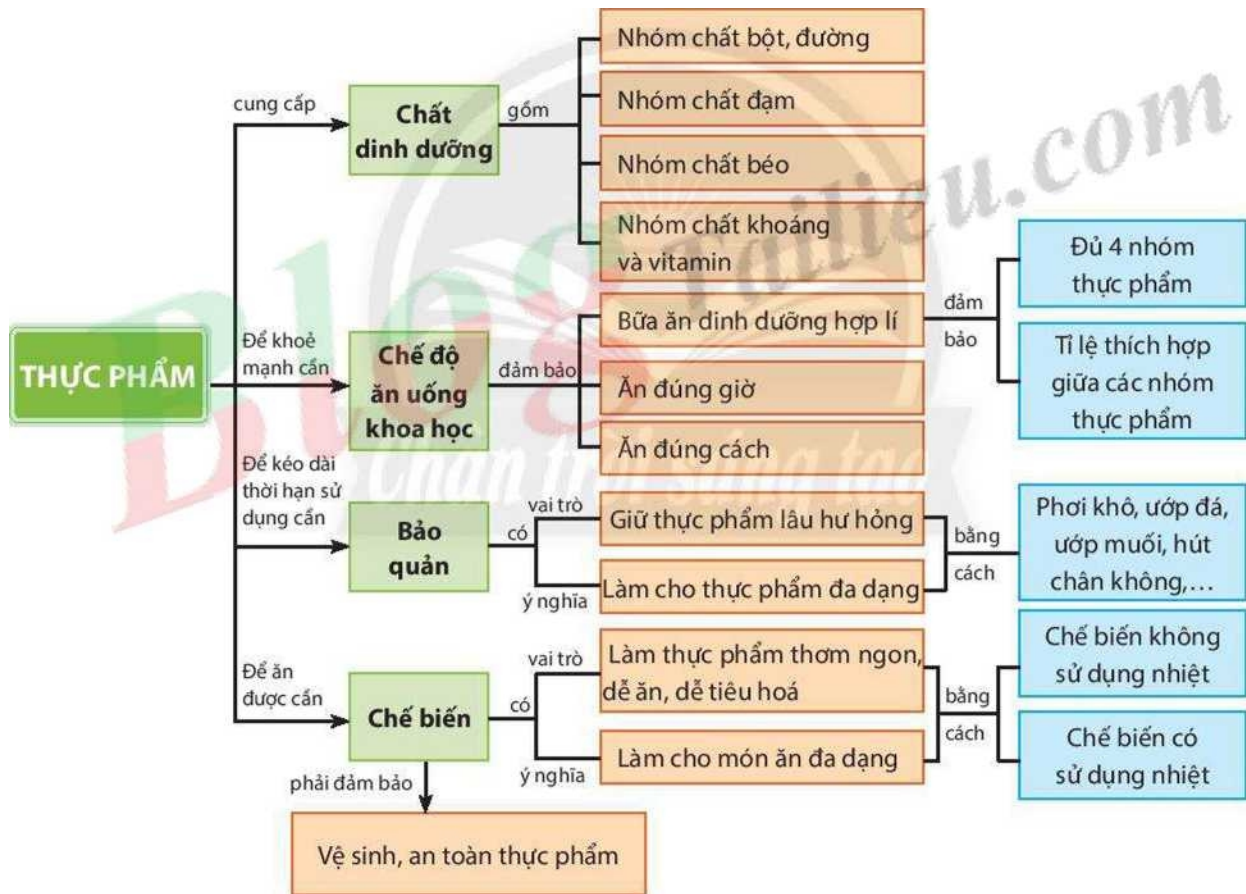 THỰC PHẨM
cung cấp
Chất
dinh dưỡng
gồm
Nhóm chất bột, đường
Nhóm chất đạm
Nhóm chất béo
Nhóm chất khoáng
và vitamin
Để khoẻ
mạnh cần
Chế độ
ăn uống
khoa học
đảm bảo
Bữa ăn dinh dưỡng hợp lí
Ăn đúng giờ
Ăn đúng cách
đảm
bảo
Đủ 4 nhóm
thực phẩm
Tỉ lệ thích hợp
giữa các nhóm
thực phẩm
Để kéo dài
thời hạn sử
dụng cần
Bảo
quản
có
vai trò
ý nghĩa
Giữ thực phẩm lâu hư hỏng
Làm cho thực phẩm đa dạng
bằng
cách
Phơi khô, ướp đá,
ướp muối, hút
chân không,...
Để ăn
được cần
Chế biến
có
vai trò
ý nghĩa
Làm thực phẩm thơm ngon,
dễ ăn, dễ tiêu hoá
Làm cho món ăn đa dạng
bằng
cách
Chế biến không
sử dụng nhiệt
Chế biến có
sử dụng nhiệt
phải đảm bảo
Vệ sinh, an toàn thực phẩm
Blog Tailieu.com
Chân trời sáng tạo